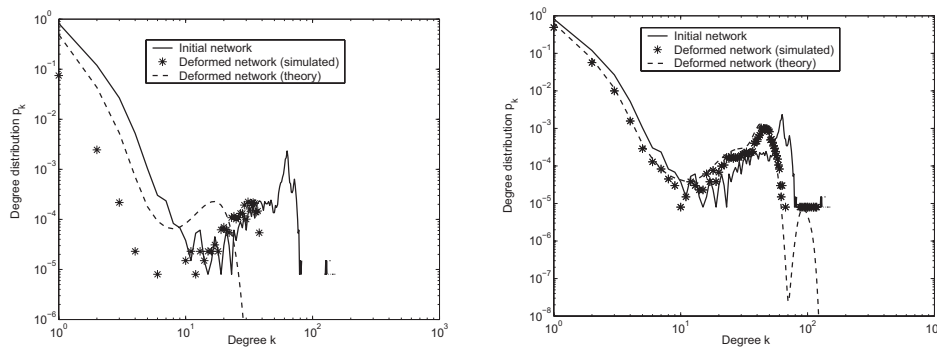 Initial network
Deformed network (simulated)
Deformed network (theory)
Degree distribution p_k
10^0
10^-1
10^-2
10^-3
10^-4
10^-5
10^-6
10^0
10^1
10^2
10^3
Degree k
Initial network
Deformed network (simulated)
Deformed network (theory)
Degree distribution p_k
10^0
10^-1
10^-2
10^-3
10^-4
10^-5
10^-6
10^-7
10^-8
10^0
10^1
10^2
10^3
Degree k